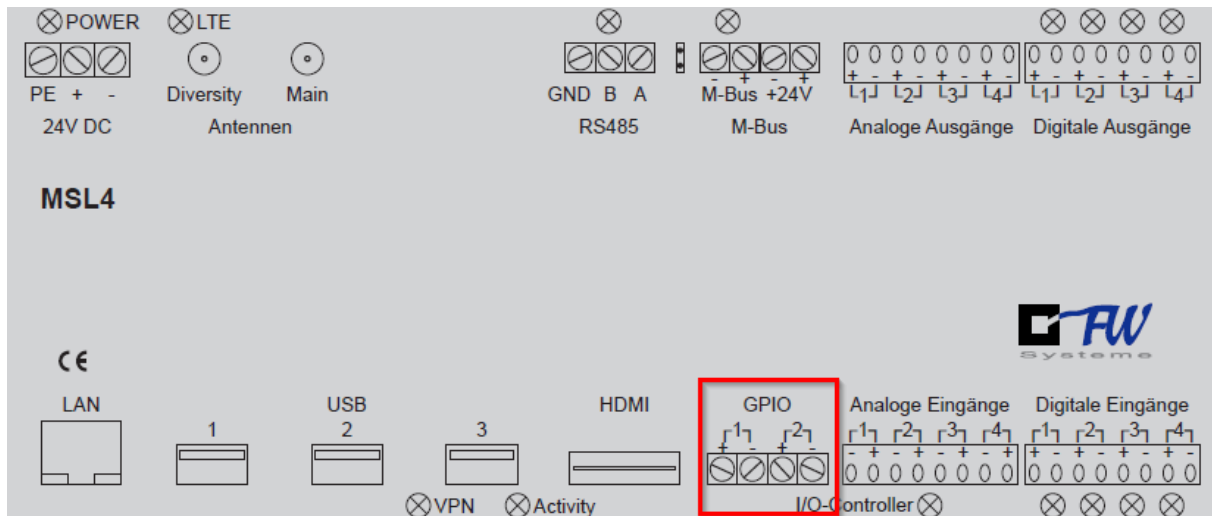 POWER LTE
PE + -
24V DC
Diversity Main
Antennen
GND B A
RS485
- + - +
M-Bus +24V
M-Bus
+ - + - + - + -
1 2 3 4
Analoge Ausgänge
+ - + - + - + -
1 2 3 4
Digitale Ausgänge
MSL4
FW
Systeme
CE
LAN
USB
1 2 3
HDMI
GPIO
1 2
+ - + -
Analoge Eingänge
1 2 3 4
- + - + - + - +
Digitale Eingänge
1 2 3 4
- + - + - + - +
VPN Activity I/O-Controller